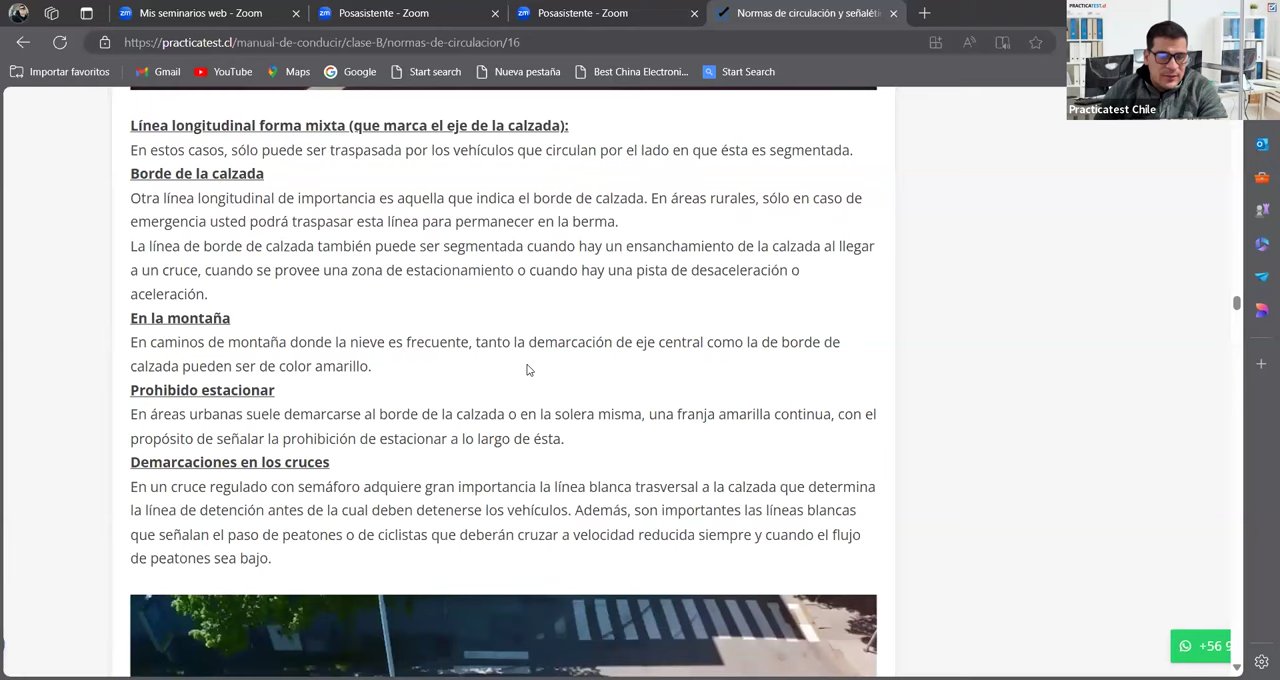 Mis seminarios web - Zoom
Posasistente - Zoom
Posasistente - Zoom
Normas de circulación y señaléti
https://practicatest.cl/manual-de-conducir/clase-B/normas-de-circulacion/16
Importar favoritos
Gmail
YouTube
Maps
Google
Start search
Nueva pestaña
Best China Electroni...
Start Search
PRACTICATEST.cl
Practicatest Chile
Línea longitudinal forma mixta (que marca el eje de la calzada):
En estos casos, sólo puede ser traspasada por los vehículos que circulan por el lado en que ésta es segmentada.
Borde de la calzada
Otra línea longitudinal de importancia es aquella que indica el borde de calzada. En áreas rurales, sólo en caso de
emergencia usted podrá traspasar esta línea para permanecer en la berma.
La línea de borde de calzada también puede ser segmentada cuando hay un ensanchamiento de la calzada al llegar
a un cruce, cuando se provee una zona de estacionamiento o cuando hay una pista de desaceleración o
aceleración.
En la montaña
En caminos de montaña donde la nieve es frecuente, tanto la demarcación de eje central como la de borde de
calzada pueden ser de color amarillo.
Prohibido estacionar
En áreas urbanas suele demarcarse al borde de la calzada o en la solera misma, una franja amarilla continua, con el
propósito de señalar la prohibición de estacionar a lo largo de ésta.
Demarcaciones en los cruces
En un cruce regulado con semáforo adquiere gran importancia la línea blanca trasversal a la calzada que determina
la línea de detención antes de la cual deben detenerse los vehículos. Además, son importantes las líneas blancas
que señalan el paso de peatones o de ciclistas que deberán cruzar a velocidad reducida siempre y cuando el flujo
de peatones sea bajo.
+56 9